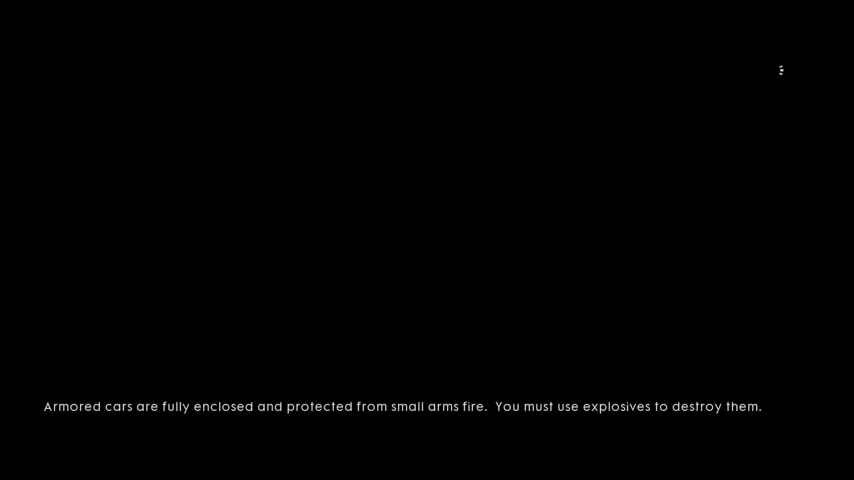 Armored cars are fully enclosed and protected from small arms fire.  You must use explosives to destroy them.